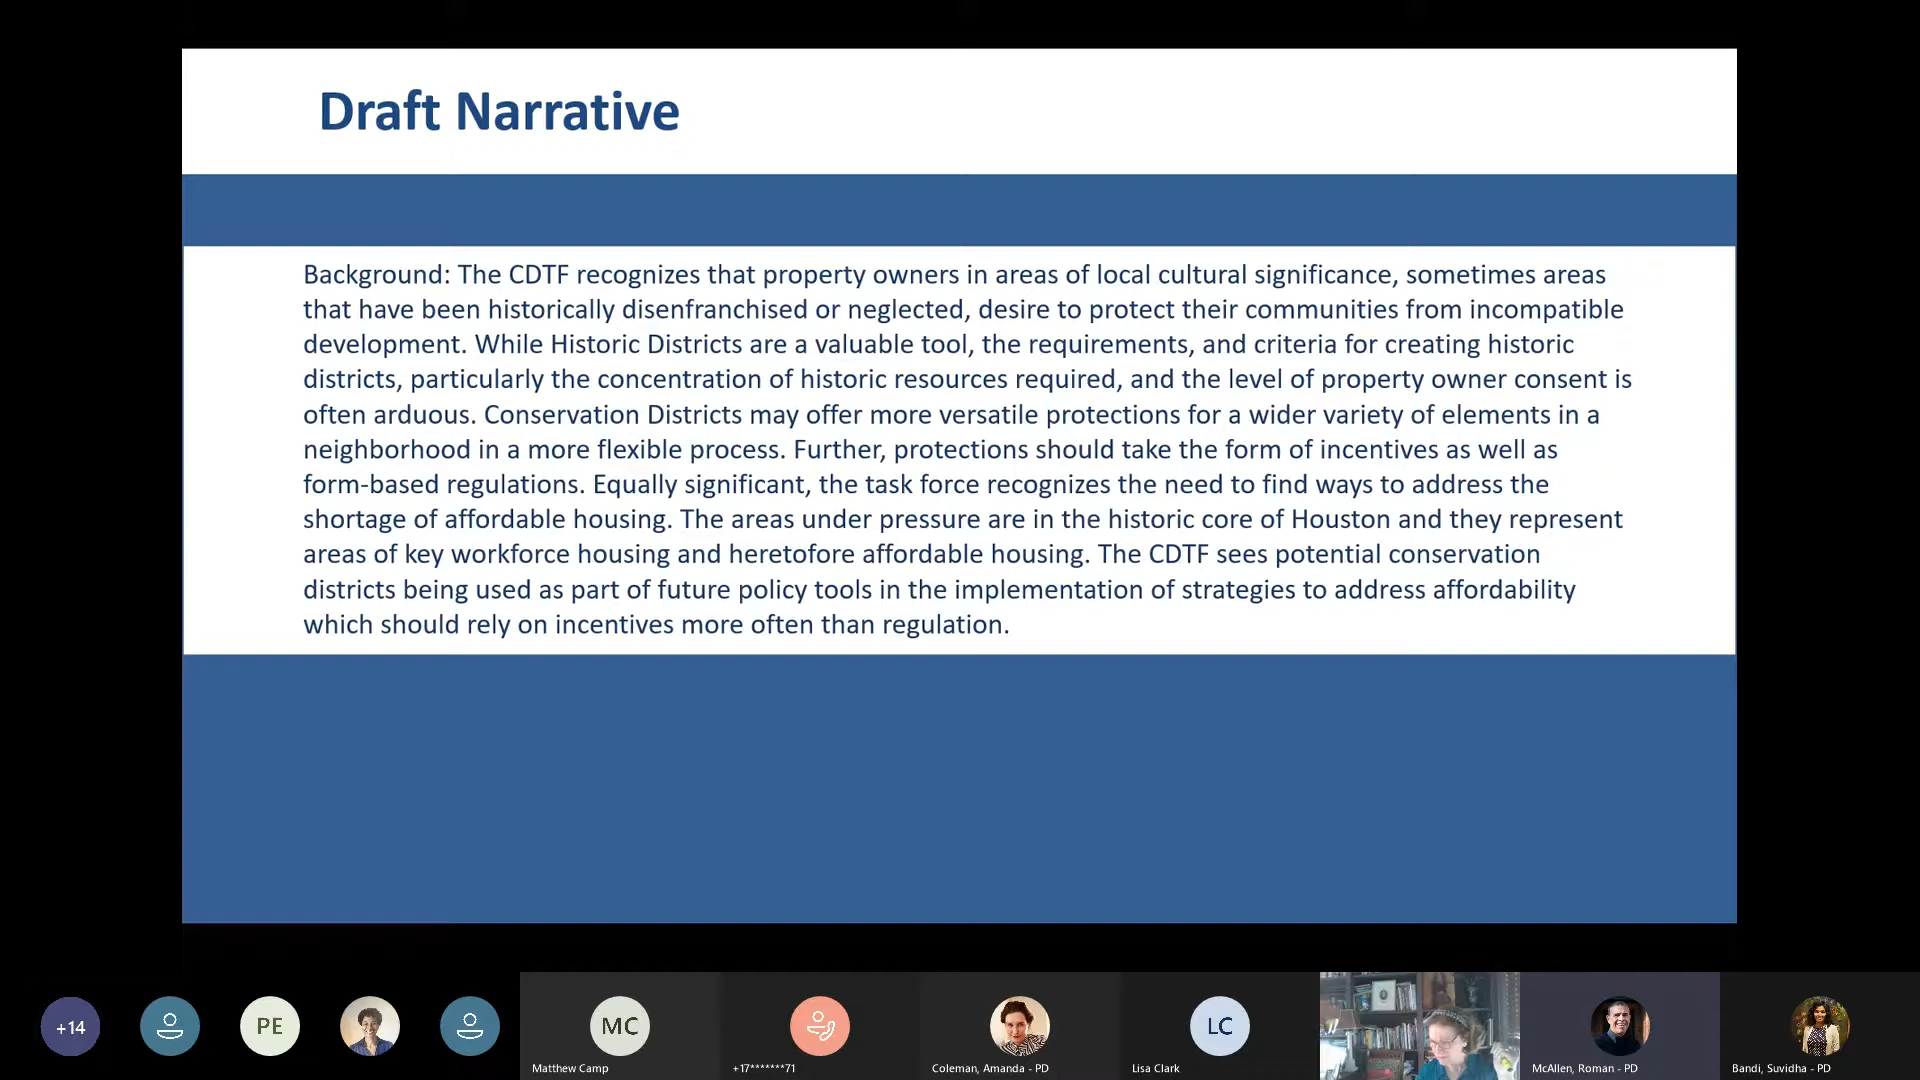 Draft Narrative
Background: The CDTF recognizes that property owners in areas of local cultural significance, sometimes areas
that have been historically disenfranchised or neglected, desire to protect their communities from incompatible
development. While Historic Districts are a valuable tool, the requirements, and criteria for creating historic
districts, particularly the concentration of historic resources required, and the level of property owner consent is
often arduous. Conservation Districts may offer more versatile protections for a wider variety of elements in a
neighborhood in a more flexible process. Further, protections should take the form of incentives as well as
form-based regulations. Equally significant, the task force recognizes the need to find ways to address the
shortage of affordable housing. The areas under pressure are in the historic core of Houston and they represent
areas of key workforce housing and heretofore affordable housing. The CDTF sees potential conservation
districts being used as part of future policy tools in the implementation of strategies to address affordability
which should rely on incentives more often than regulation.
+14
PE
MC
LC
Matthew Camp
+17*******71
Coleman, Amanda - PD
Lisa Clark
McAllen, Roman - PD
Bandi, Suvidha - PD